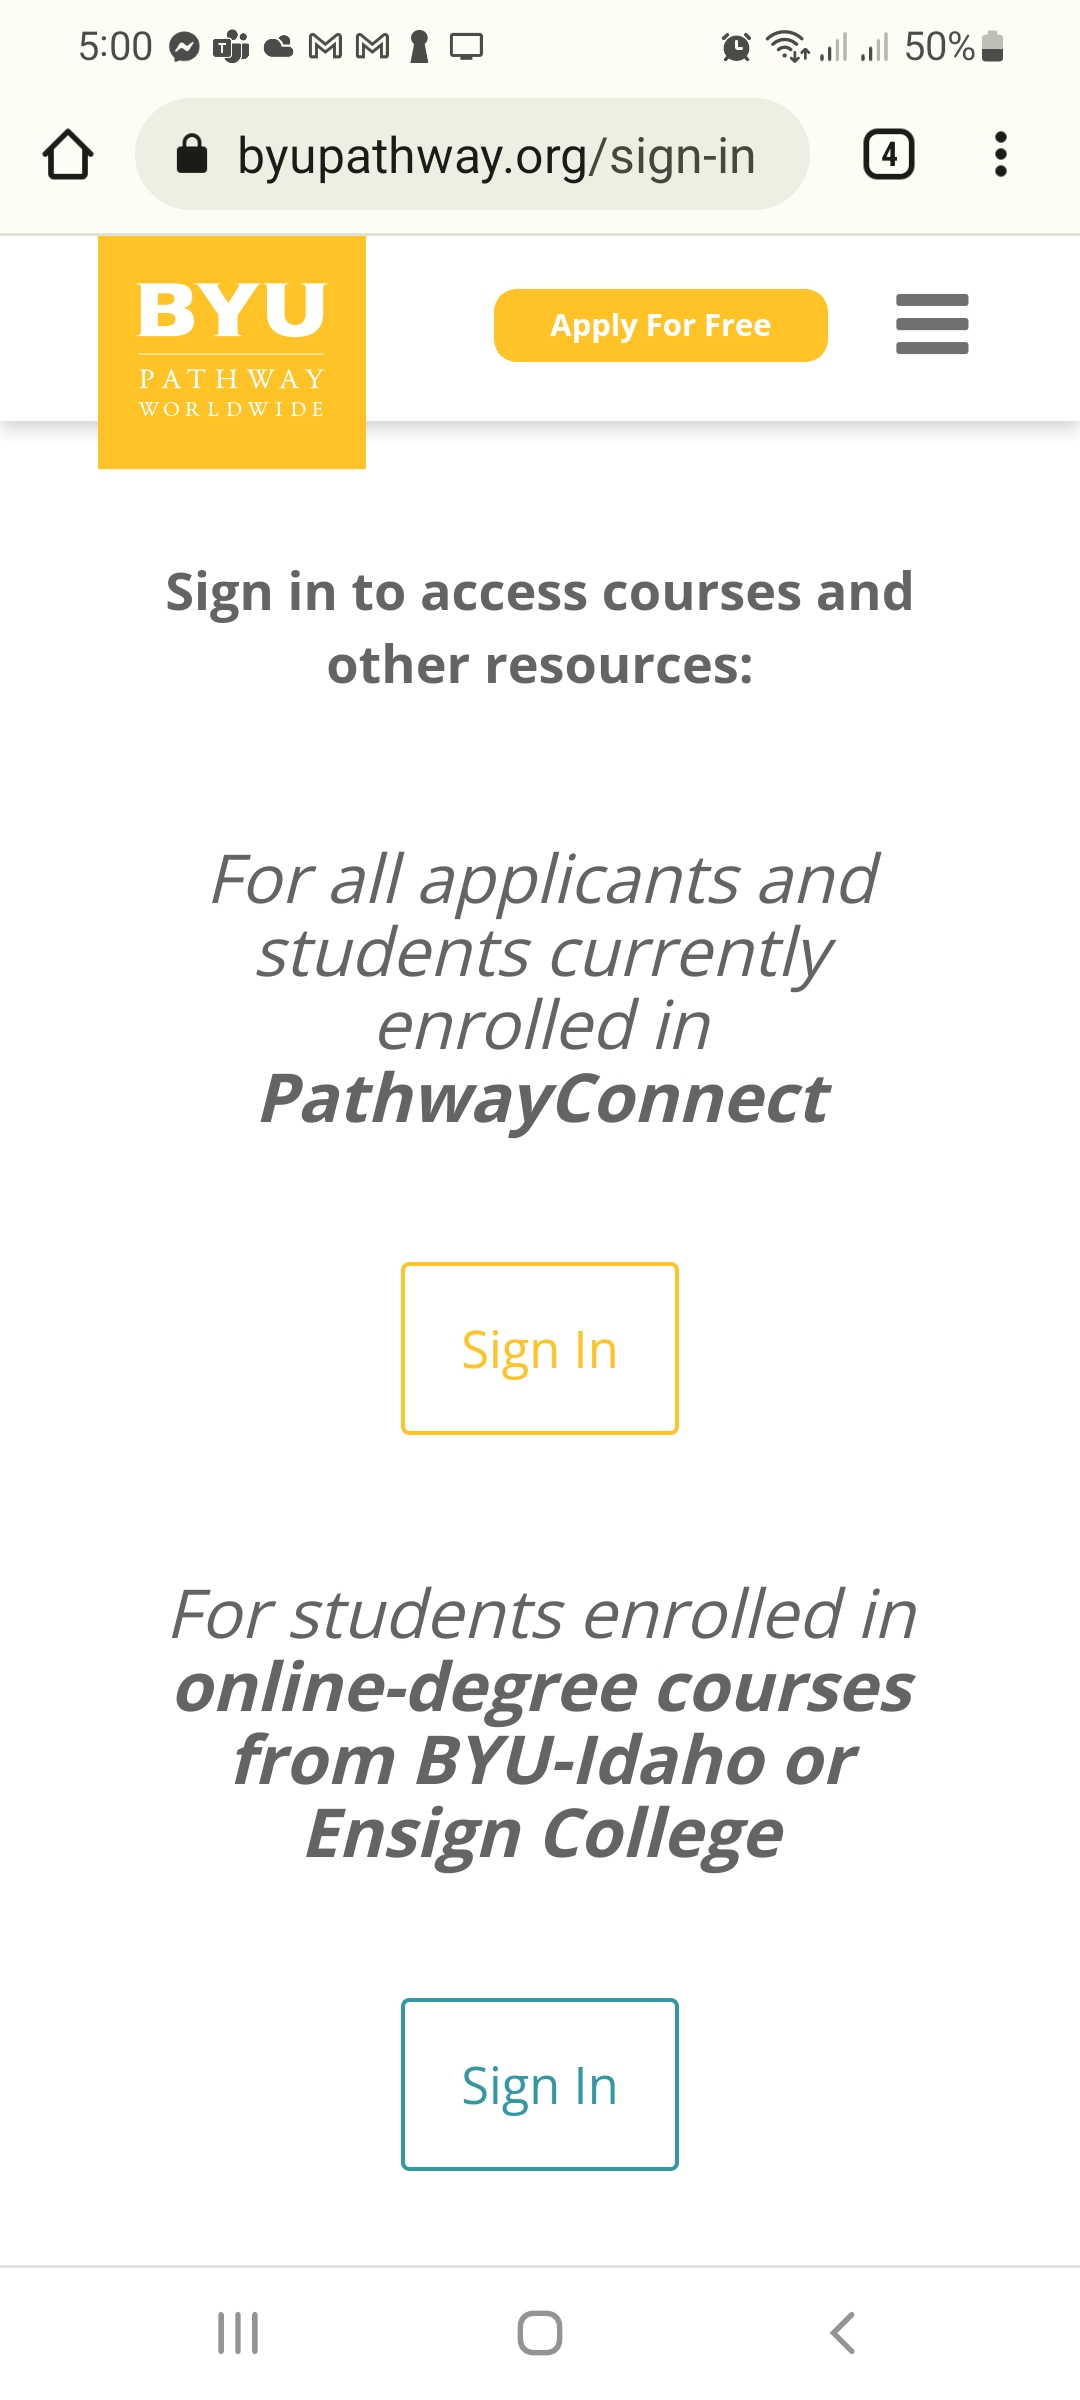 5:00 50%
byupathway.org/sign-in 4
BYU
PATHWAY
WORLDWIDE
Apply For Free
Sign in to access courses and
other resources:
For all applicants and
students currently
enrolled in
PathwayConnect
Sign In
For students enrolled in
online-degree courses
from BYU-Idaho or
Ensign College
Sign In